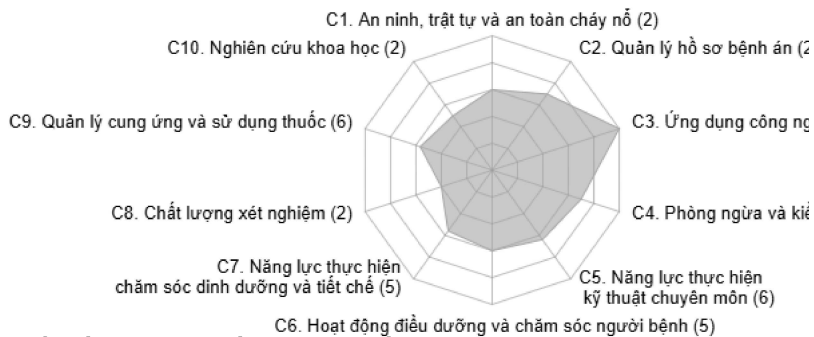 C1. An ninh, trật tự và an toàn cháy nổ (2)
C10. Nghiên cứu khoa học (2)
C2. Quản lý hồ sơ bệnh án (2
C9. Quản lý cung ứng và sử dụng thuốc (6)
C3. Ứng dụng công
C8. Chất lượng xét nghiệm (2)
C4. Phòng ngừa và
C7. Năng lực thực hiện
chăm sóc dinh dưỡng và tiết chế (5)
C5. Năng lực thực hiện
kỹ thuật chuyên môn (6)
C6. Hoạt động điều dưỡng và chăm sóc người bệnh (5)